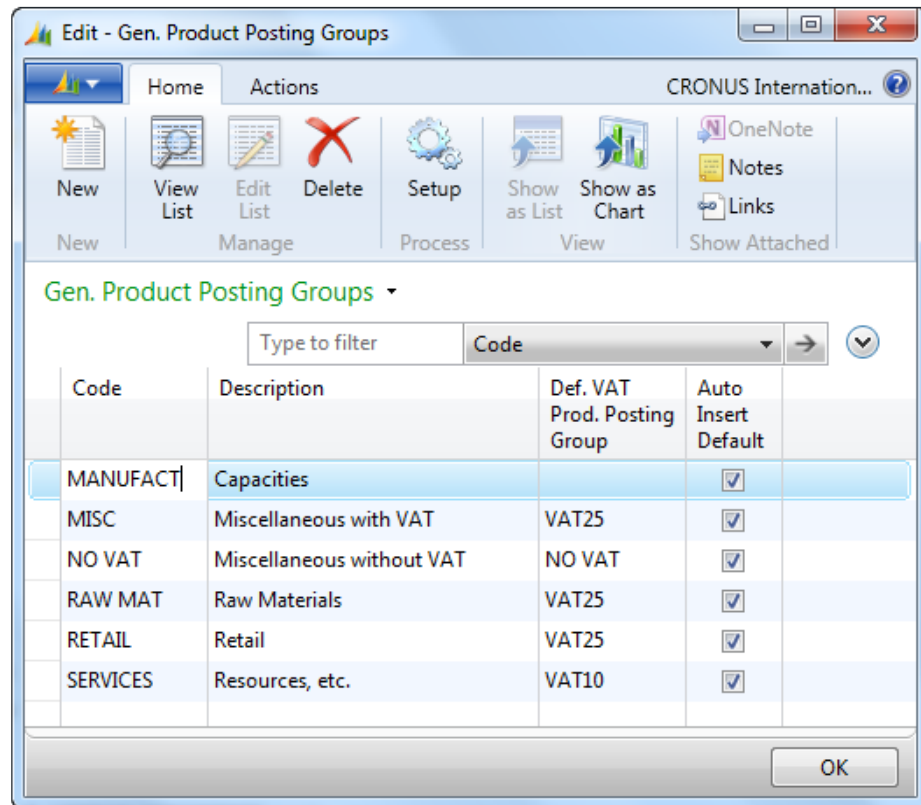 Edit - Gen. Product Posting Groups
Home Actions CRONUS Internation...
New
View List
Edit List
Delete
Setup
Show as List
Show as Chart
OneNote
Notes
Links
New Manage Process View Show Attached
Gen. Product Posting Groups
Type to filter Code
Code Description Def. VAT Prod. Posting Group Auto Insert Default
MANUFACT Capacities
MISC Miscellaneous with VAT VAT25
NO VAT Miscellaneous without VAT NO VAT
RAW MAT Raw Materials VAT25
RETAIL Retail VAT25
SERVICES Resources, etc. VAT10
OK